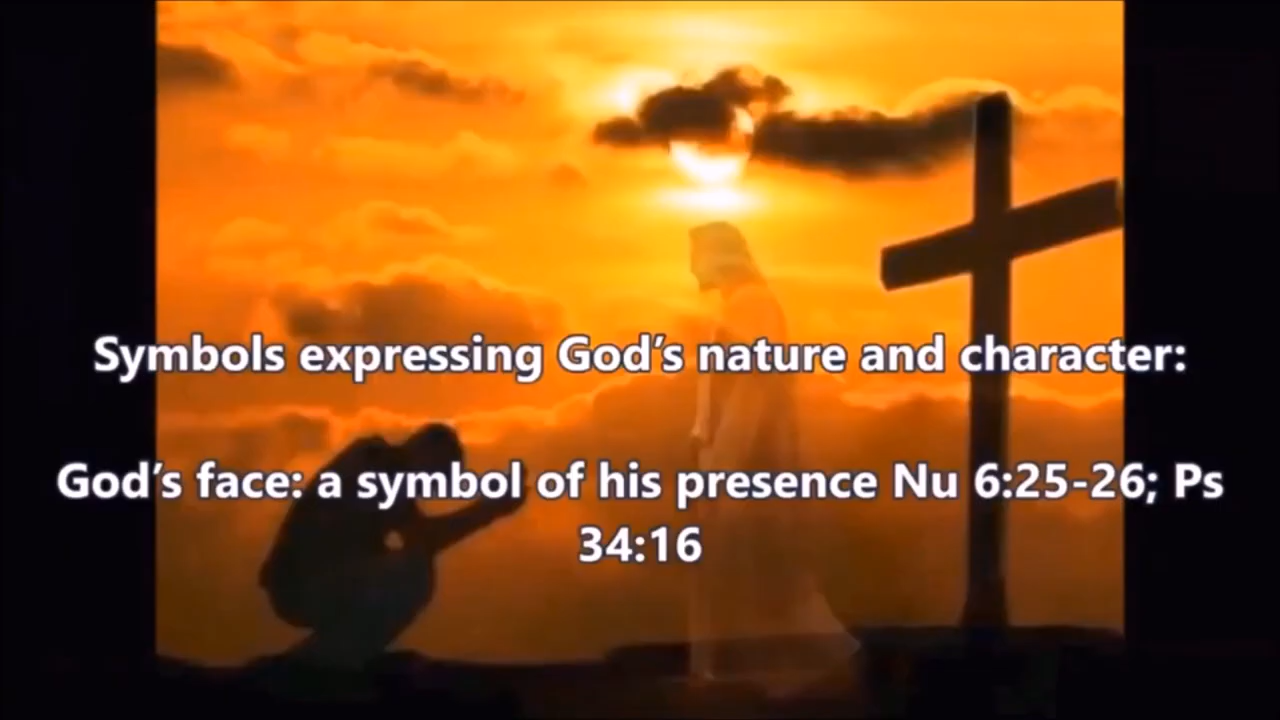 Symbols expressing God’s nature and character:
God’s face: a symbol of his presence Nu 6:25-26; Ps
34:16